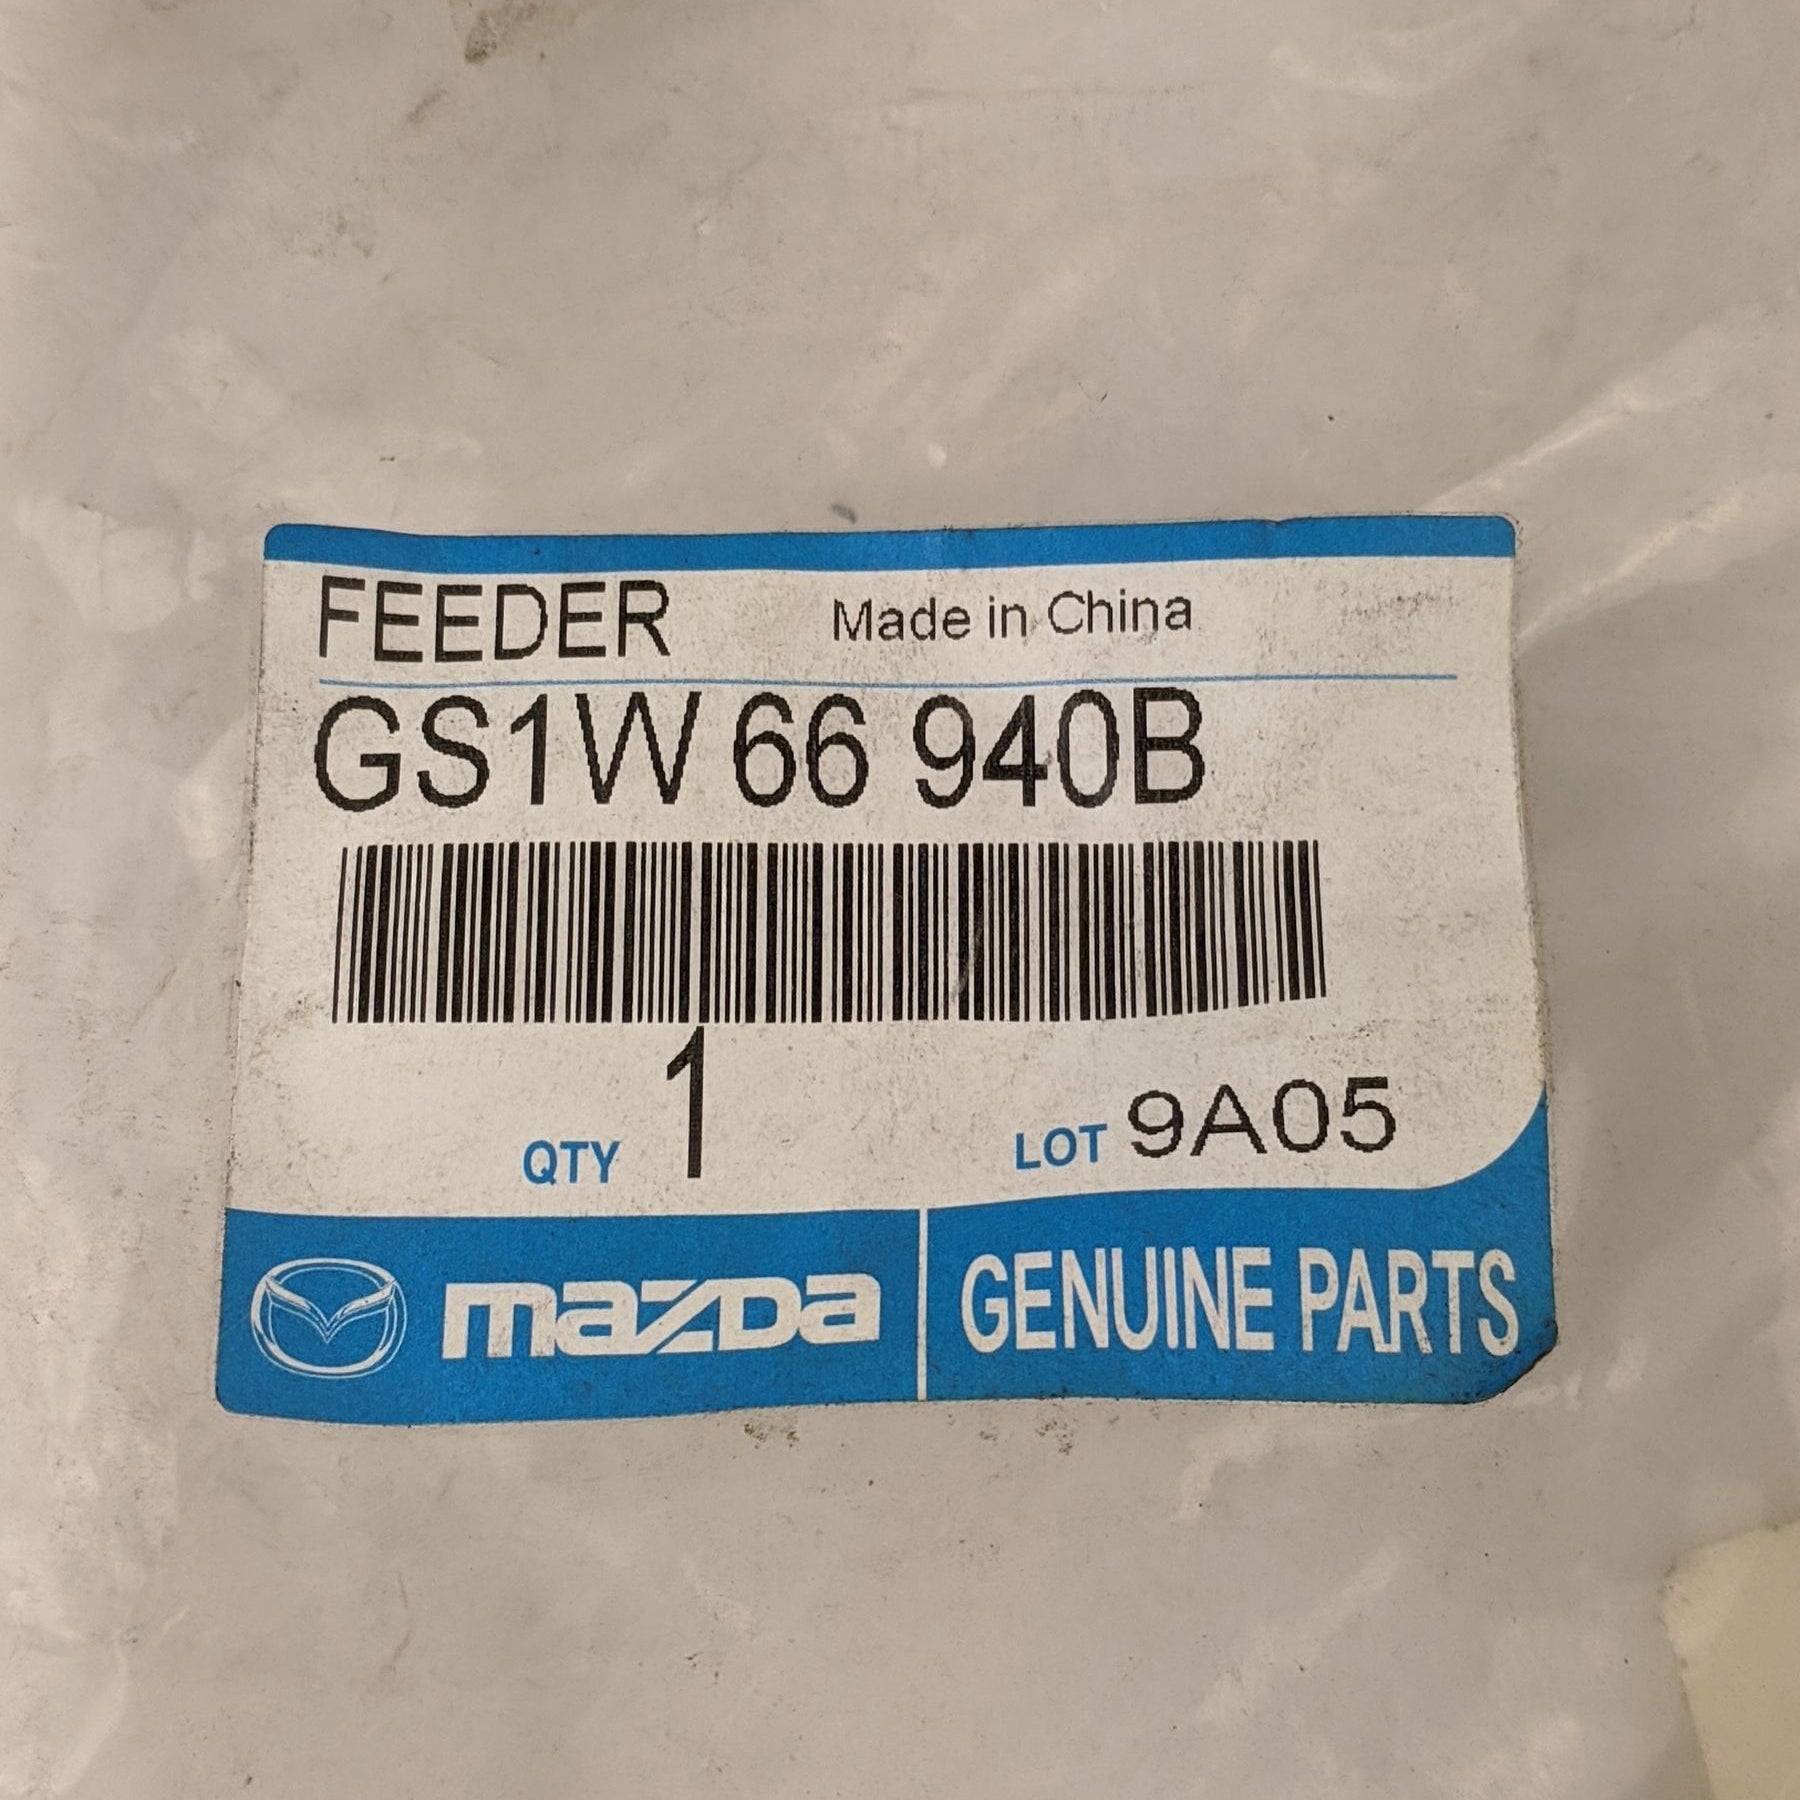 FEEDER Made in China
GS1W 66 940B
QTY 1 LOT 9A05
mazda GENUINE PARTS